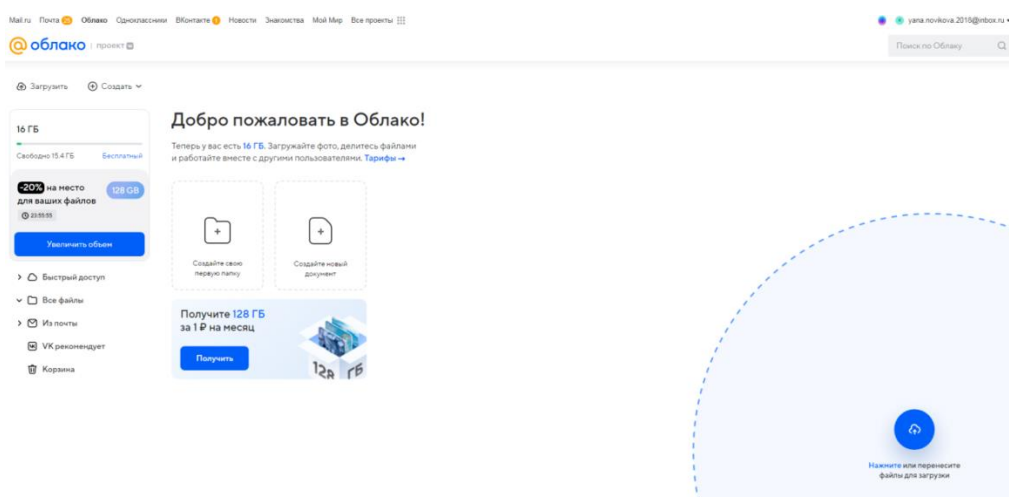 Mail.ru Почта 20 Облако Одноклассники ВКонтакте 1 Новости Знакомства Мой Мир Все проекты
yana.novikova.2018@inbox.ru
облако проект
Поиск по Облаку
Загрузить Создать
16 ГБ
Свободно 15.4 ГБ Бесплатный
-20% на место
для ваших файлов
128 GB
23:55:55
Увеличить объем
Быстрый доступ
Все файлы
Из почты
VK рекомендует
Корзина
Добро пожаловать в Облако!
Теперь у вас есть 16 ГБ. Загружайте фото, делитесь файлами
и работайте вместе с другими пользователями. Тарифы →
Создайте свою
первую папку
Создайте новый
документ
Получите 128 ГБ
за 1 ₽ на месяц
Получить
128 ГБ
Нажмите или перенесите
файлы для загрузки